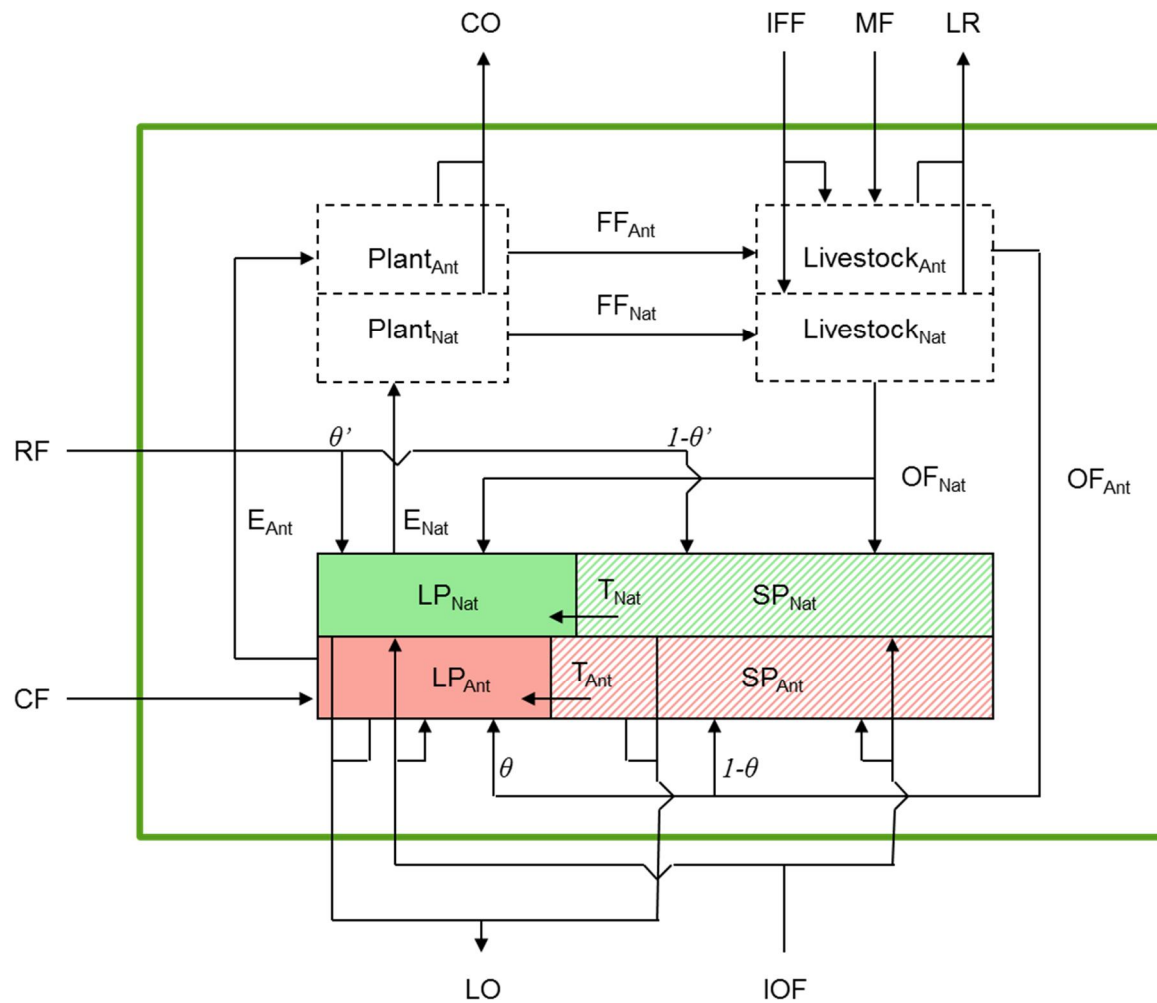 CO IFF MF LR
FF_Ant
Plant_Ant Livestock_Ant
FF_Nat
Plant_Nat Livestock_Nat
RF θ’ 1-θ’
OF_Nat OF_Ant
E_Ant E_Nat
T_Nat
LP_Nat SP_Nat
T_Ant
LP_Ant SP_Ant
CF
θ 1-θ
LO IOF